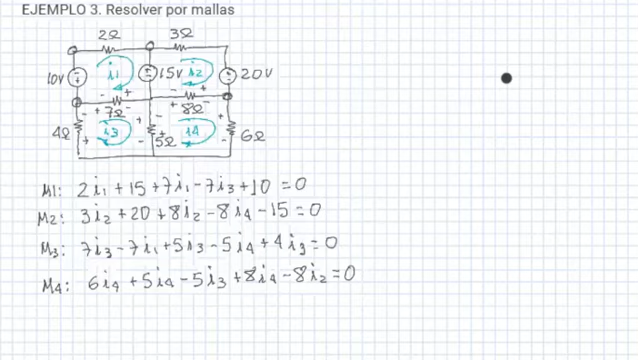 EJEMPLO 3. Resolver por mallas
2Ω 3Ω
10V i1 15V i2 20V
7Ω 8Ω
4Ω i3 5Ω i4 6Ω
M1: 2i₁ + 15 + 7i₁ - 7i₃ + 10 = 0
M2: 3i₂ + 20 + 8i₂ - 8i₄ - 15 = 0
M3: 7i₃ - 7i₁ + 5i₃ - 5i₄ + 4i₃ = 0
M4: 6i₄ + 5i₄ - 5i₃ + 8i₄ - 8i₂ = 0